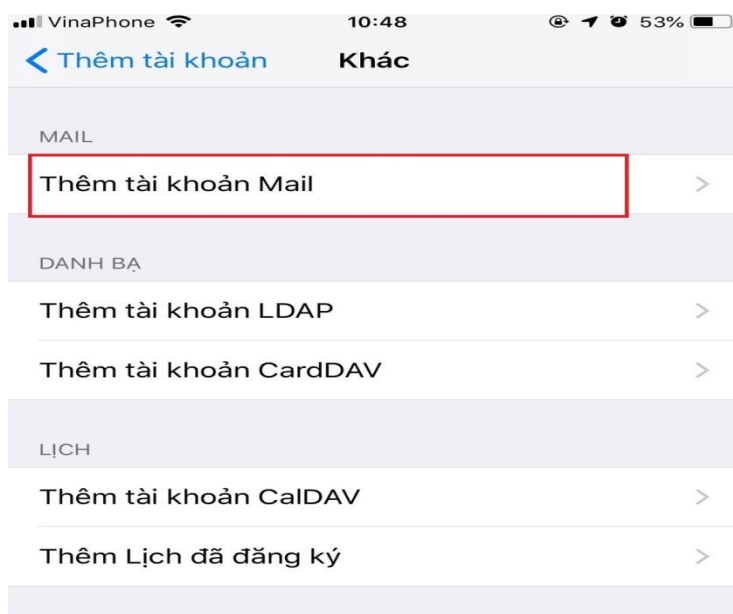 VinaPhone 10:48 53%
Thêm tài khoản Khác
MAIL
Thêm tài khoản Mail
DANH BẠ
Thêm tài khoản LDAP
Thêm tài khoản CardDAV
LỊCH
Thêm tài khoản CalDAV
Thêm Lịch đã đăng ký